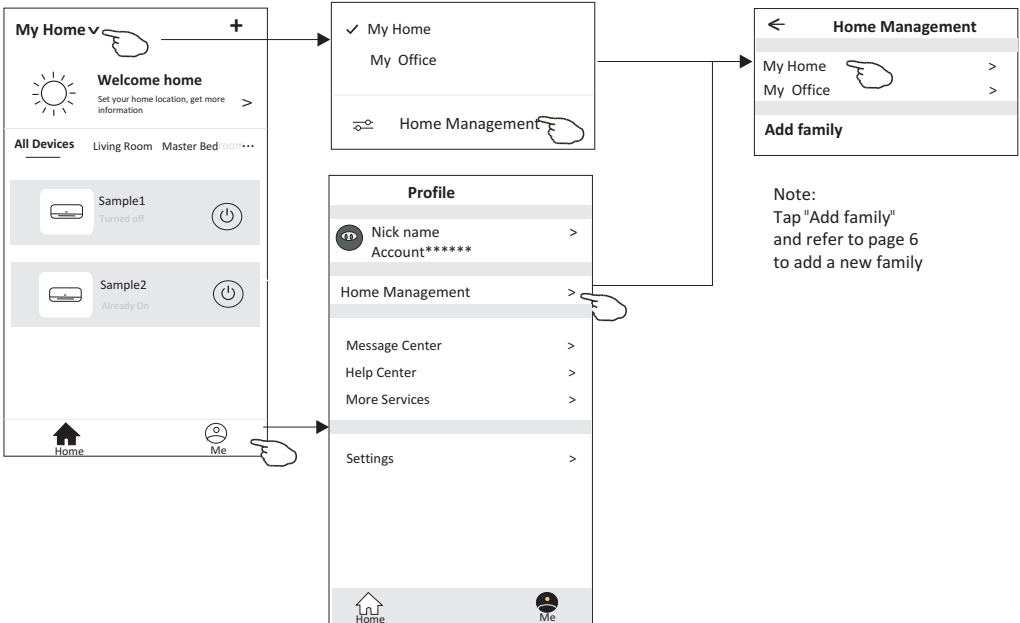 My Home
+
Welcome home
Set your home location, get more
information
>
All Devices Living Room Master Bedroom ...
Sample1
Turned off
Sample2
Already On
Home
Me
✓ My Home
My Office
Home Management
Profile
Nick name >
Account******
Home Management >
Message Center >
Help Center >
More Services >
Settings >
Home
Me
Home Management
My Home >
My Office >
Add family
Note:
Tap "Add family"
and refer to page 6
to add a new family